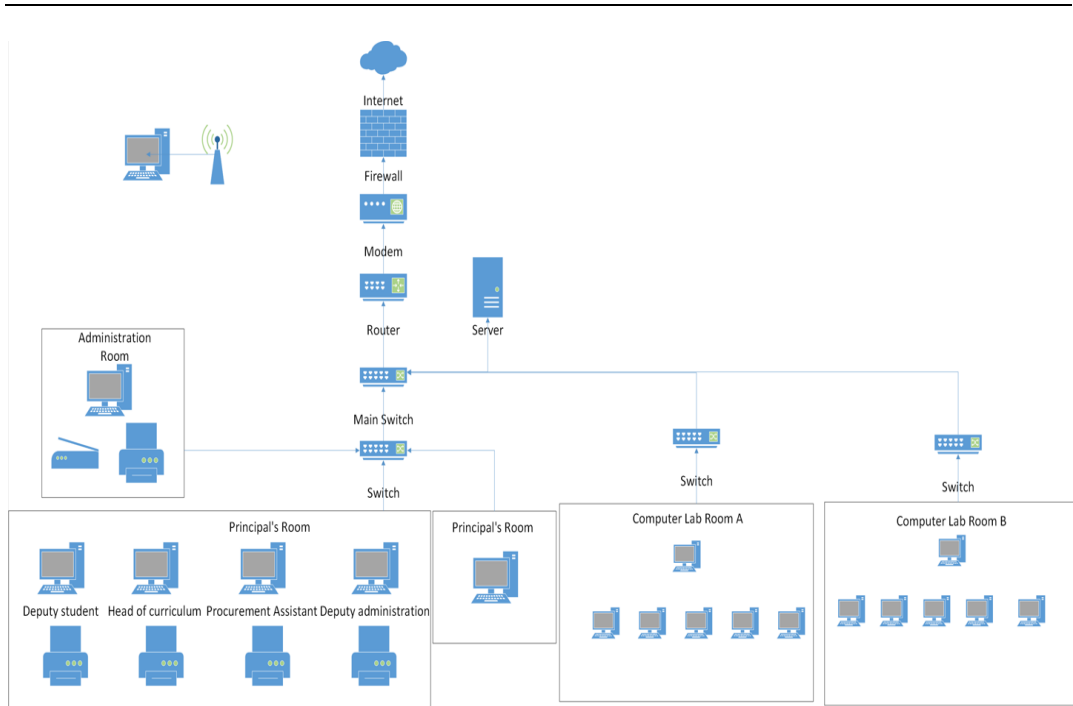 Internet
Firewall
Modem
Router
Server
Administration
Room
Main Switch
Switch
Switch
Switch
Principal's Room
Principal's Room
Computer Lab Room A
Computer Lab Room B
Deputy student
Head of curriculum
Procurement Assistant
Deputy administration